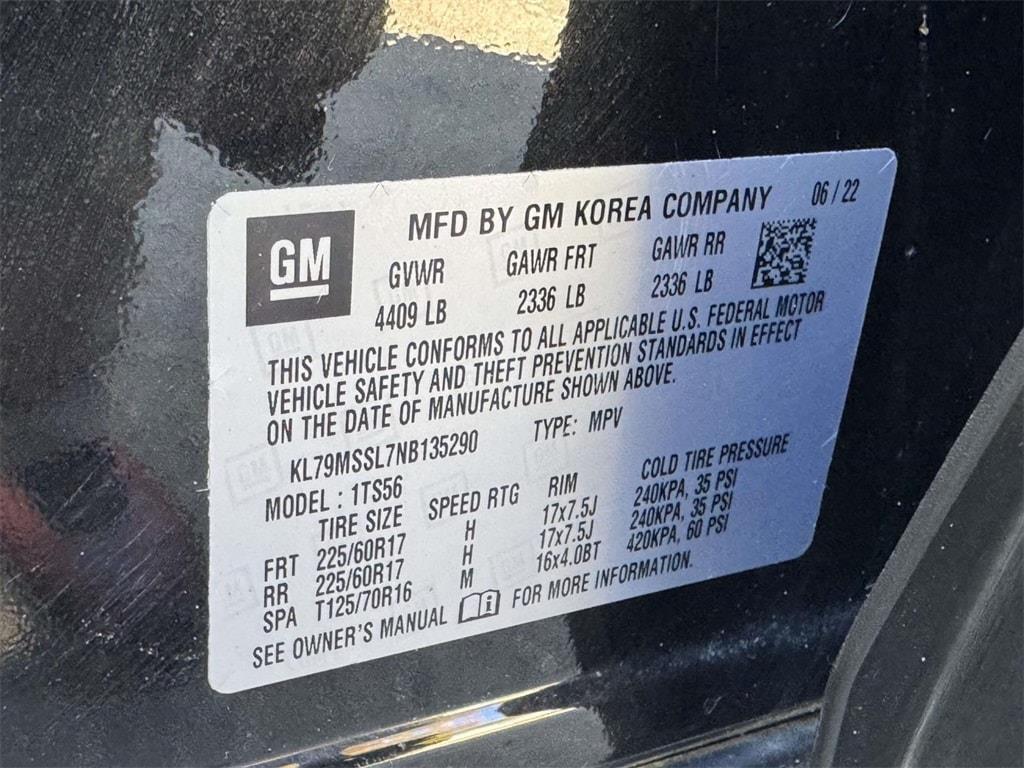 GM
MFD BY GM KOREA COMPANY 06 / 22
GVWR GAWR FRT GAWR RR
4409 LB 2336 LB 2336 LB
THIS VEHICLE CONFORMS TO ALL APPLICABLE U.S. FEDERAL MOTOR
VEHICLE SAFETY AND THEFT PREVENTION STANDARDS IN EFFECT
ON THE DATE OF MANUFACTURE SHOWN ABOVE.
KL79MSSL7NB135290 TYPE: MPV
MODEL : 1TS56
TIRE SIZE SPEED RTG RIM COLD TIRE PRESSURE
FRT 225/60R17 H 17x7.5J 240KPA, 35 PSI
RR 225/60R17 H 17x7.5J 240KPA, 35 PSI
SPA T125/70R16 M 16x4.0BT 420KPA, 60 PSI
SEE OWNER'S MANUAL FOR MORE INFORMATION.